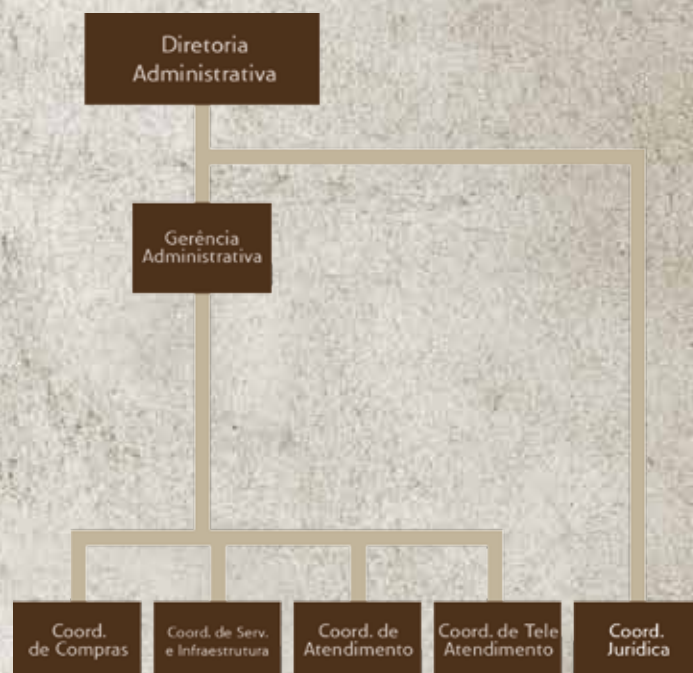 Diretoria
Administrativa
Gerência
Administrativa
Coord.
de Compras
Coord. de Serv.
e Infraestrutura
Coord. de
Atendimento
Coord. de Tele
Atendimento
Coord.
Jurídica